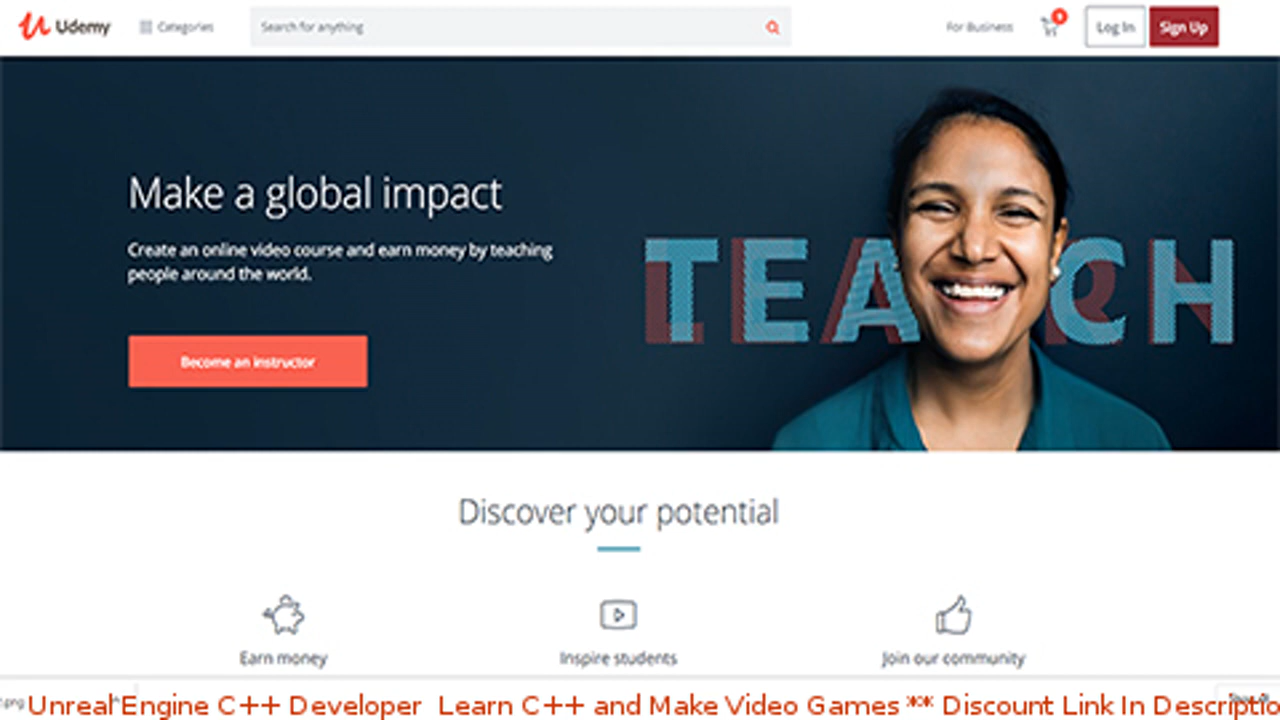 Udemy
Categories
Search for anything
For Business
Log In
Sign Up
Make a global impact
Create an online video course and earn money by teaching
people around the world.
TEACH
Become an instructor
Discover your potential
Earn money
Inspire students
Join our community
Unreal Engine C++ Developer Learn C++ and Make Video Games ** Discount Link In Descriptio